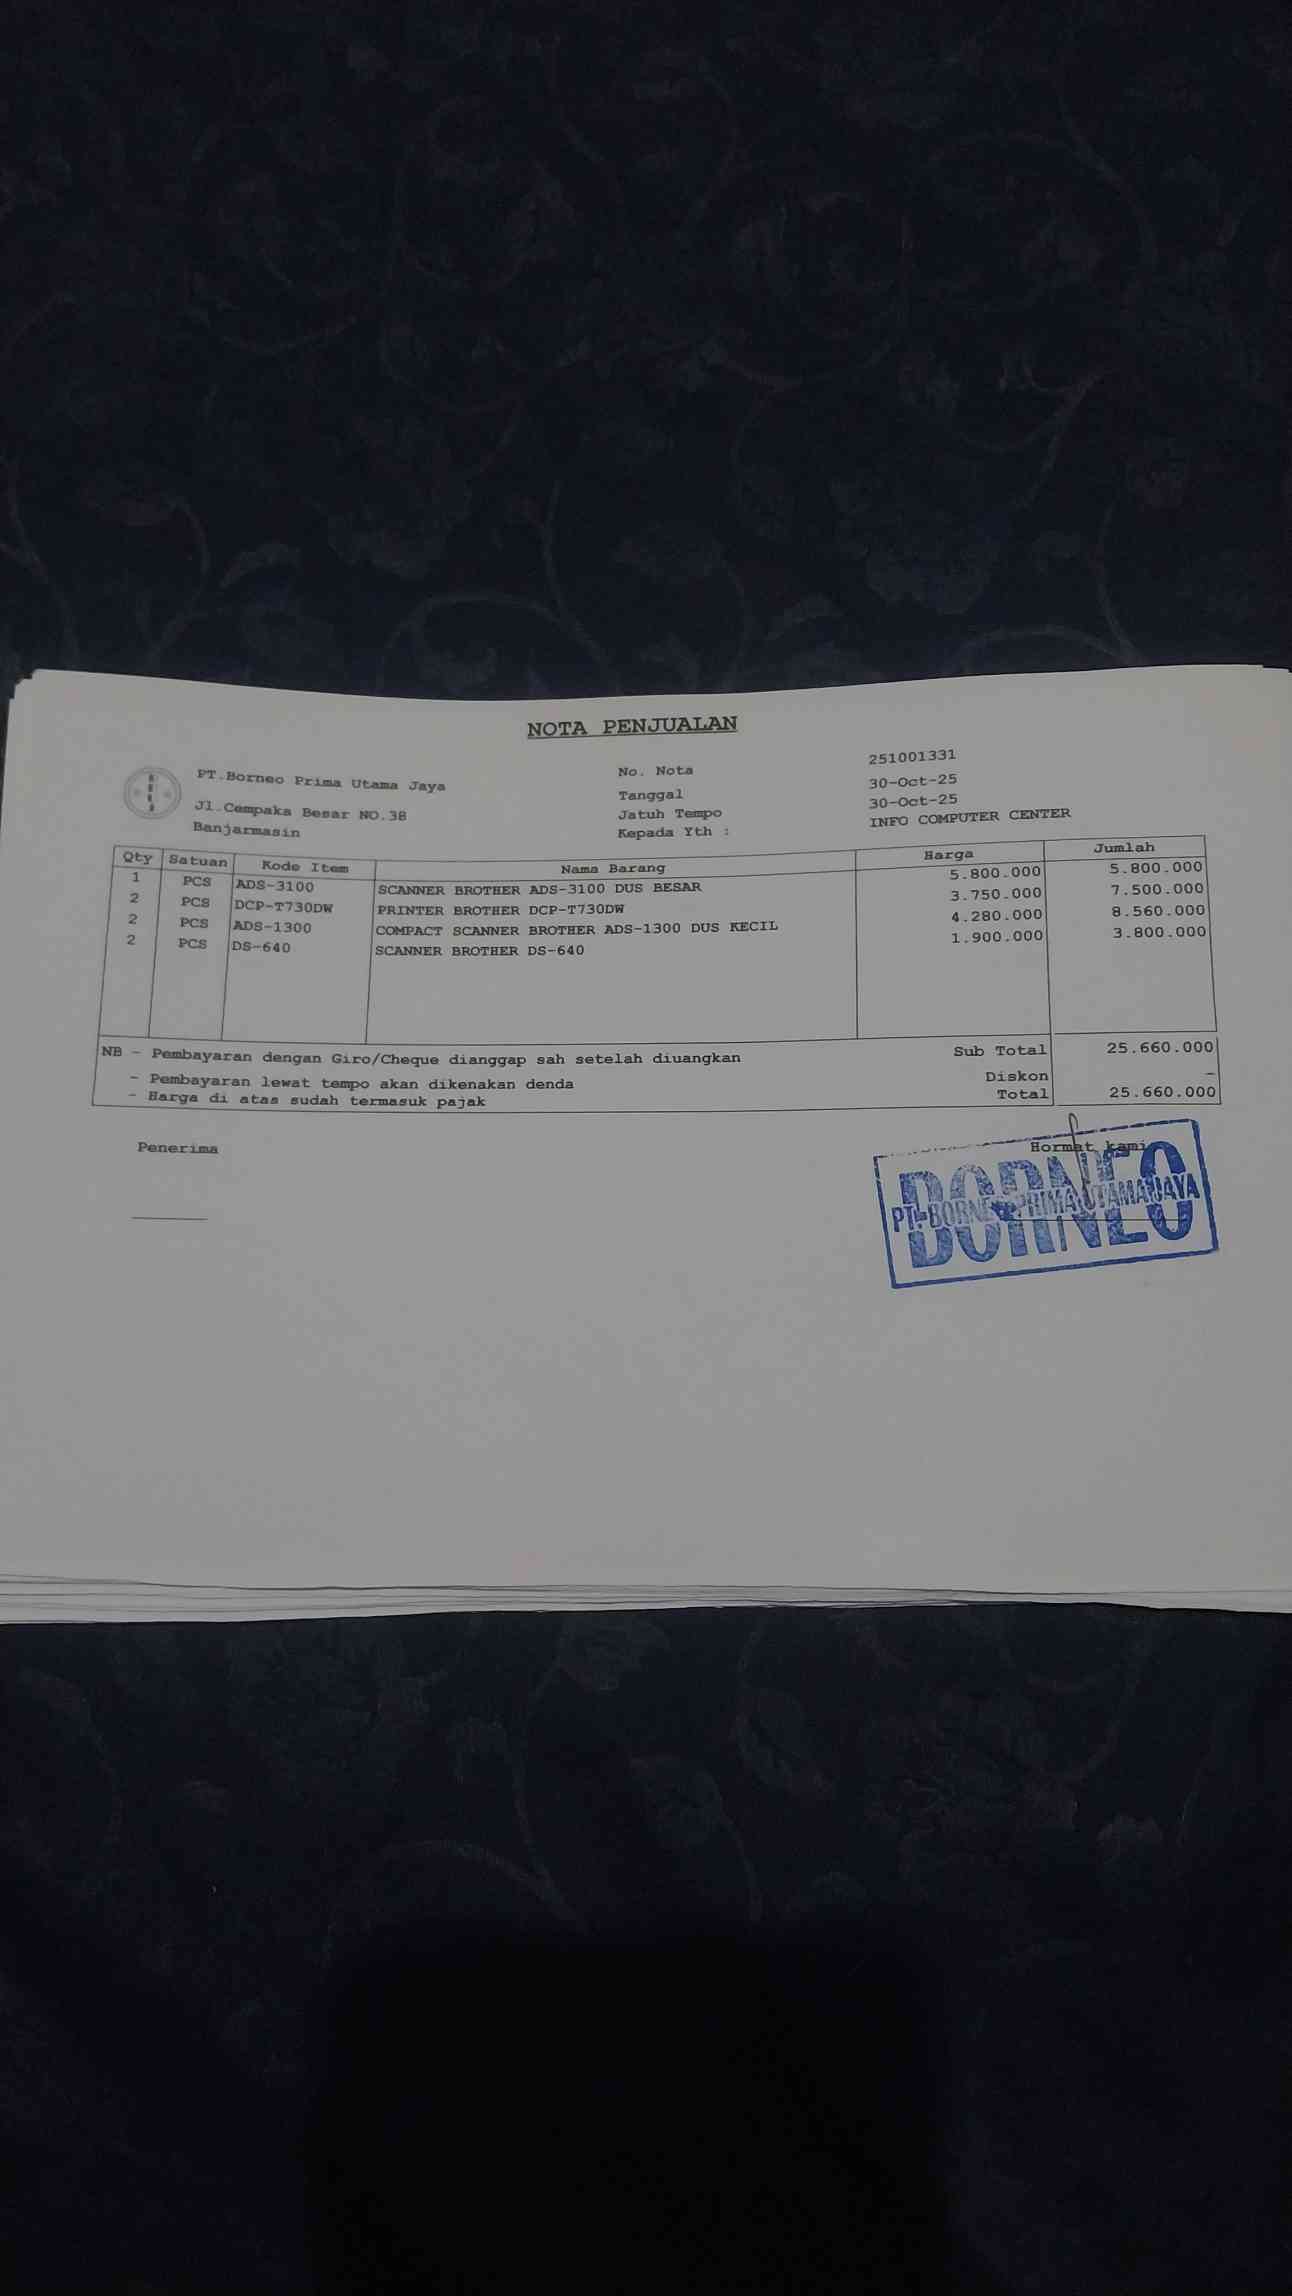 NOTA PENJUALAN
PT.Borneo Prima Utama Jaya
Jl.Cempaka Besar NO.38
Banjarmasin
No. Nota 251001331
Tanggal 30-Oct-25
Jatuh Tempo 30-Oct-25
Kepada Yth : INFO COMPUTER CENTER
Qty Satuan Kode Item Nama Barang Harga Jumlah
1 PCS ADS-3100 SCANNER BROTHER ADS-3100 DUS BESAR 5.800.000 5.800.000
2 PCS DCP-T730DW PRINTER BROTHER DCP-T730DW 3.750.000 7.500.000
2 PCS ADS-1300 COMPACT SCANNER BROTHER ADS-1300 DUS KECIL 4.280.000 8.560.000
2 PCS DS-640 SCANNER BROTHER DS-640 1.900.000 3.800.000
NB - Pembayaran dengan Giro/Cheque dianggap sah setelah diuangkan Sub Total 25.660.000
- Pembayaran lewat tempo akan dikenakan denda Diskon -
- Harga di atas sudah termasuk pajak Total 25.660.000
Penerima Hormat kami
BORNEO
PT. BORNEO PRIMA UTAMA JAYA